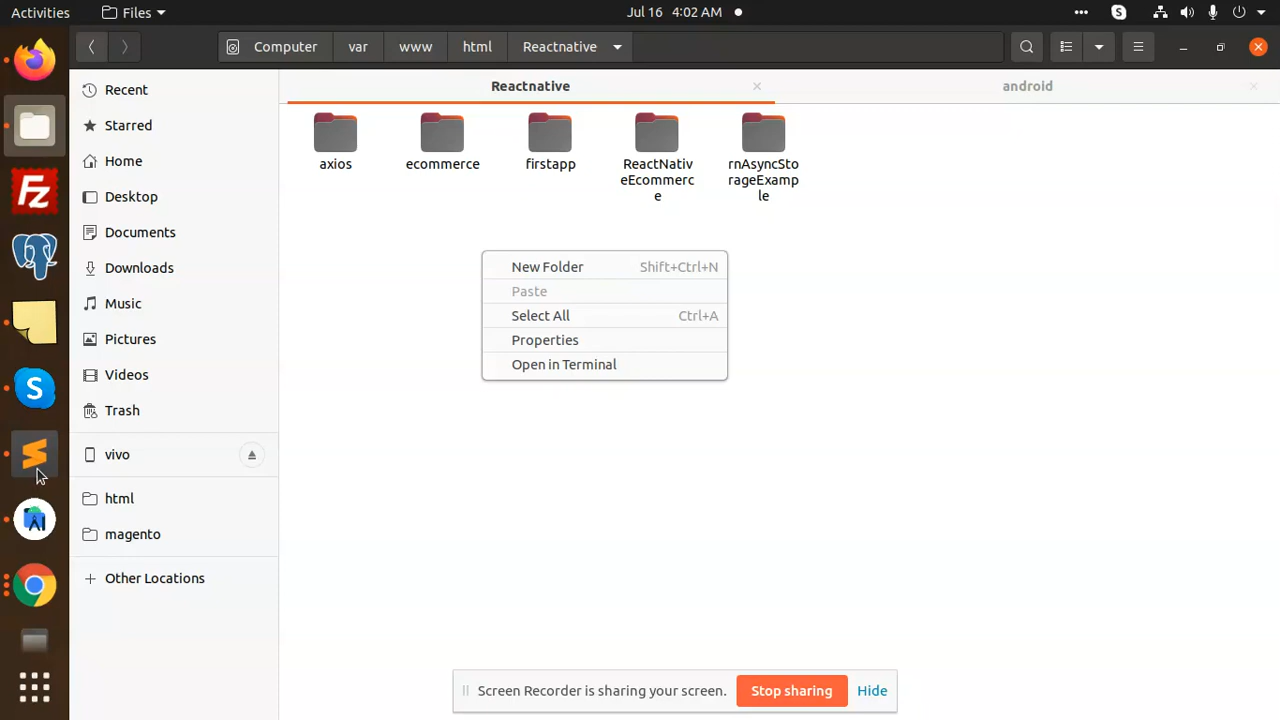 Activities
Files
Jul 16 4:02 AM
Computer
var
www
html
Reactnative
Reactnative
android
Recent
Starred
Home
Desktop
Documents
Downloads
Music
Pictures
Videos
Trash
vivo
html
magento
Other Locations
axios
ecommerce
firstapp
ReactNativ
eEcommerc
e
rnAsyncSto
rageExamp
le
New Folder Shift+Ctrl+N
Paste
Select All Ctrl+A
Properties
Open in Terminal
Screen Recorder is sharing your screen.
Stop sharing
Hide